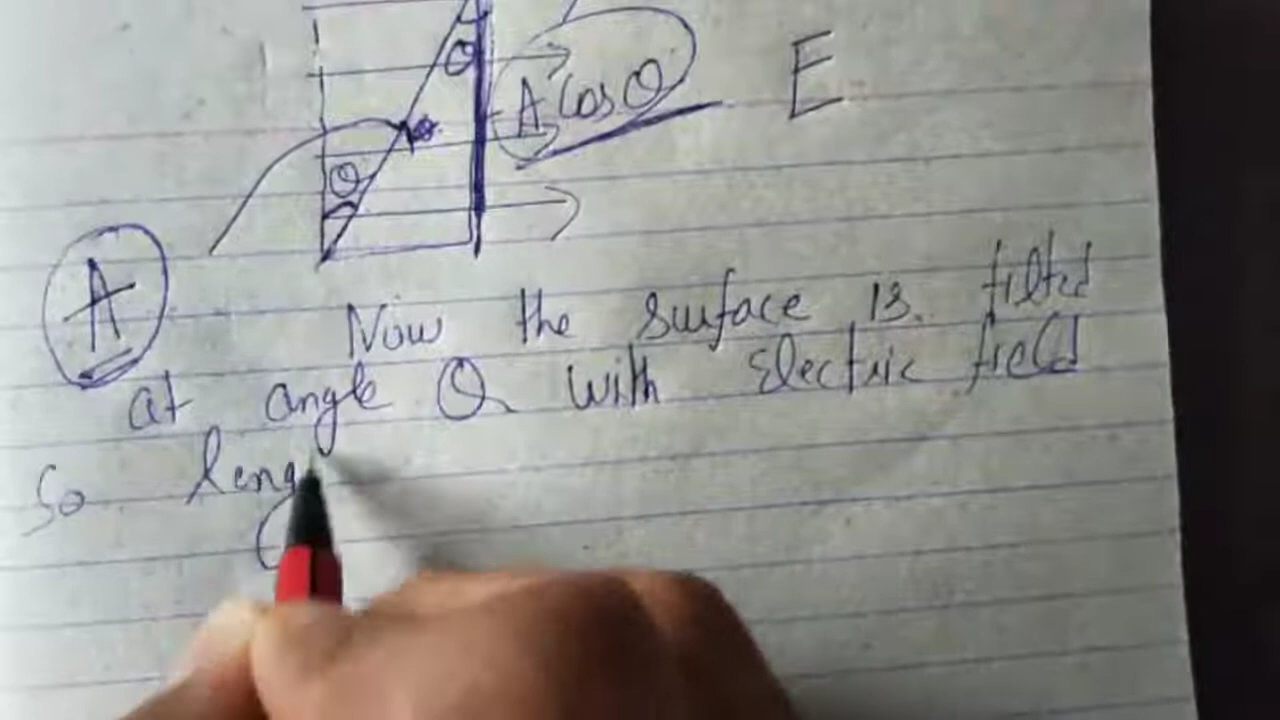 θ
A Cos θ
E
θ
A
Now the surface is tilted
at angle θ with Electric field
So leng